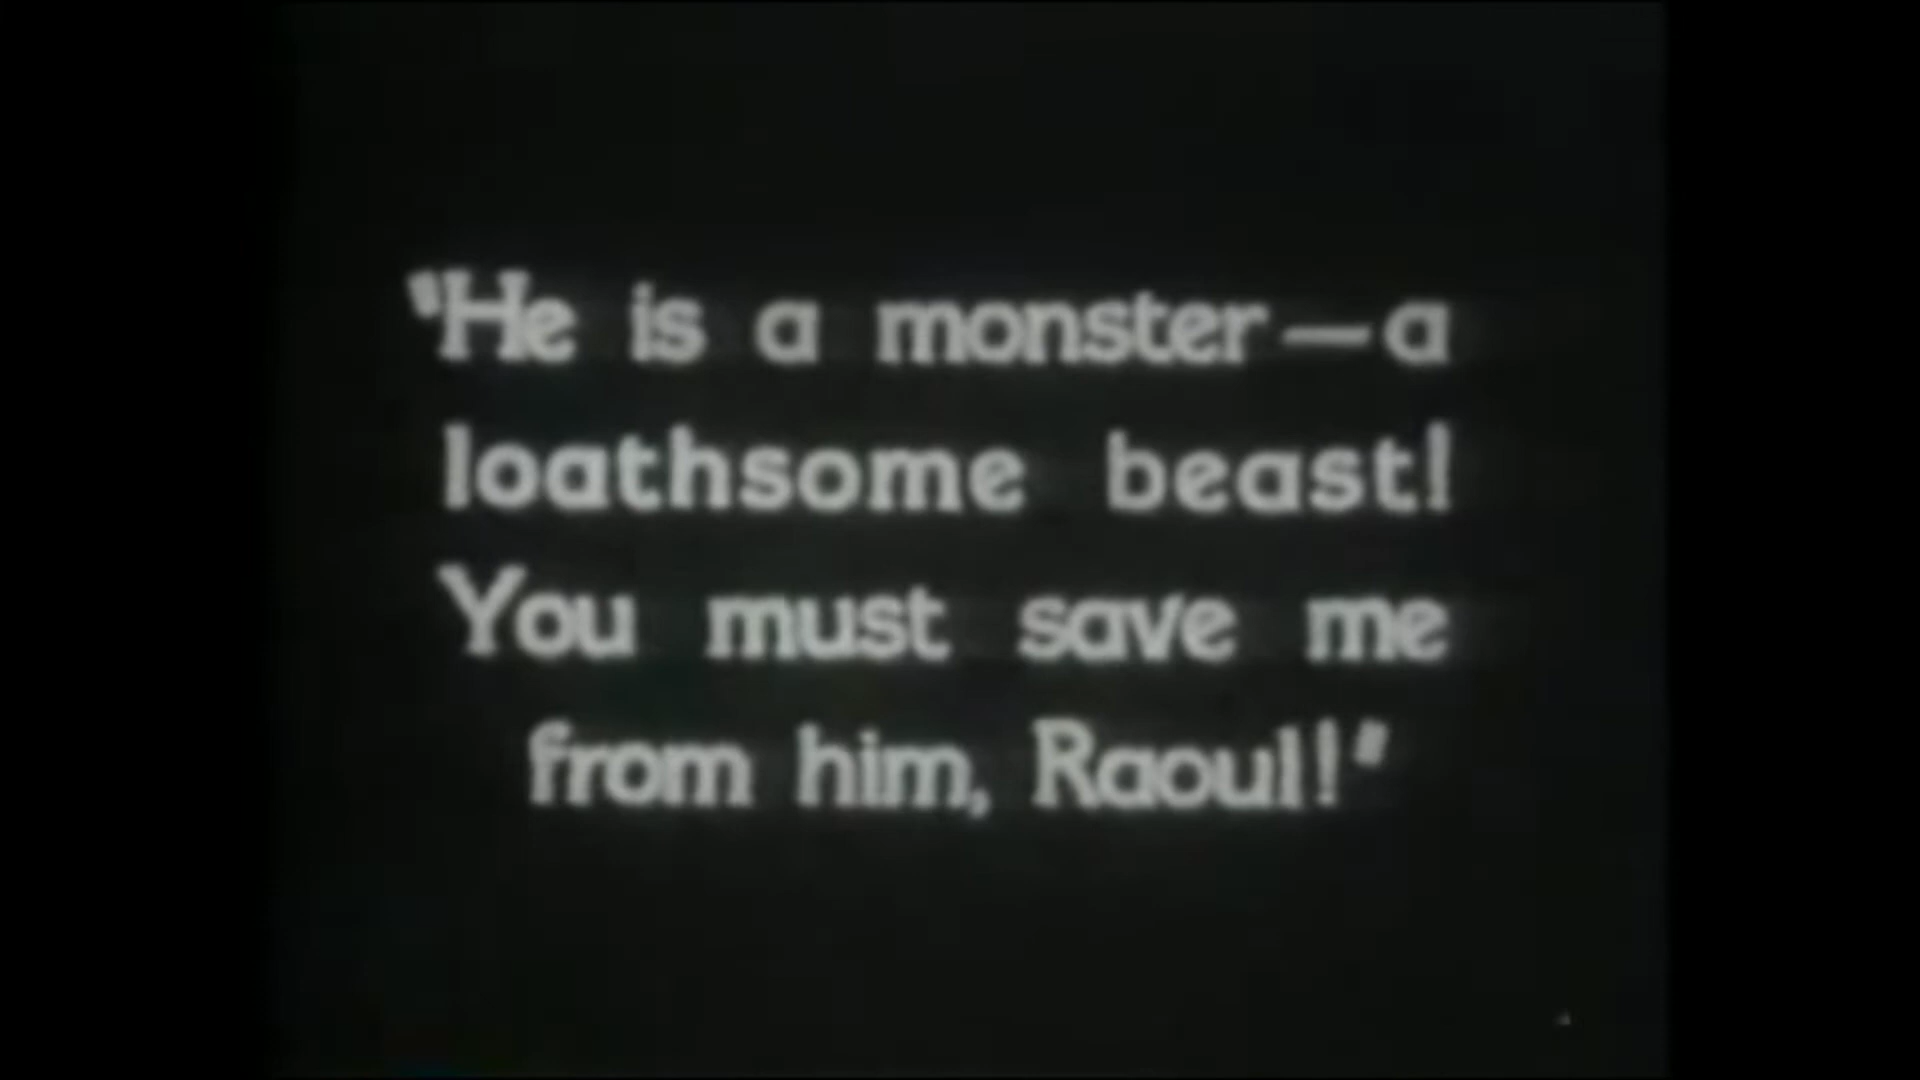 "He is a monster—a
loathsome beast!
You must save me
from him, Raoul!"